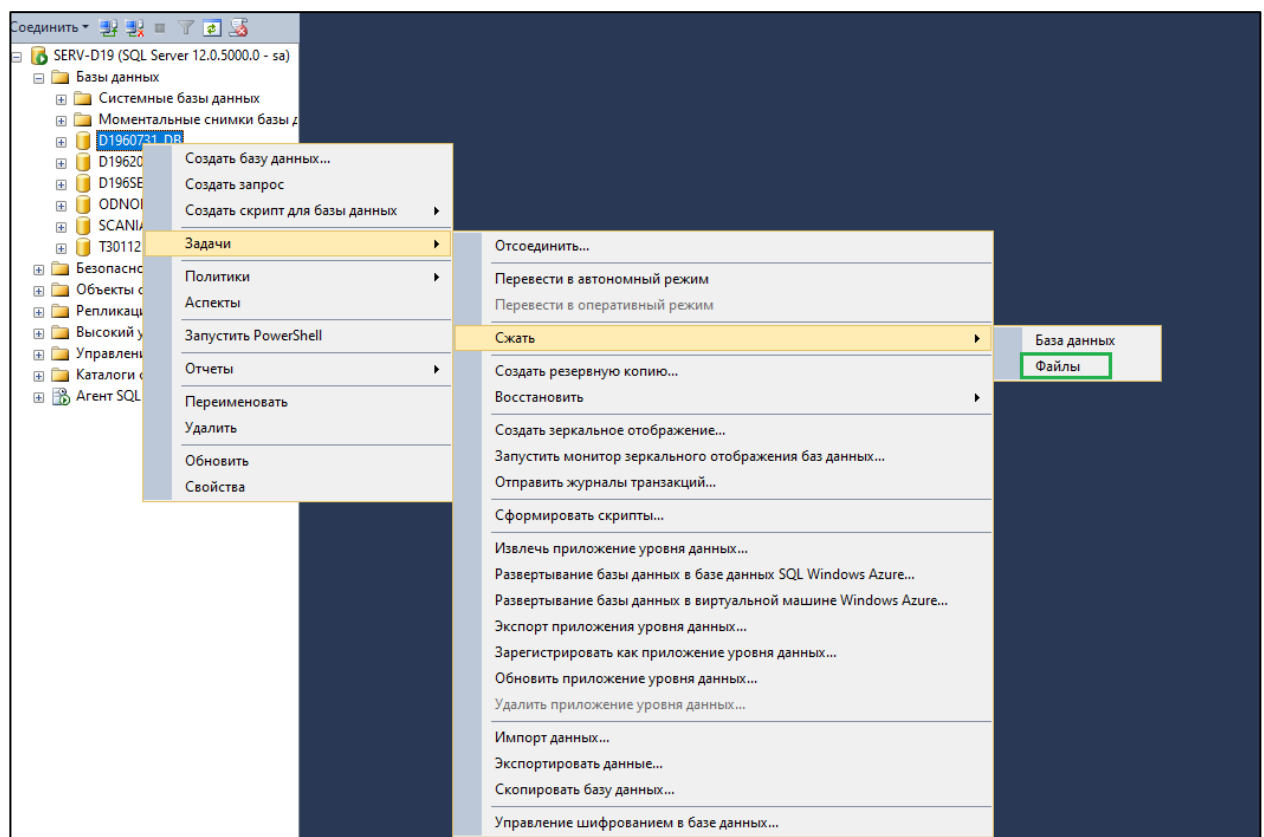 Соединить
SERV-D19 (SQL Server 12.0.5000.0 - sa)
Базы данных
Системные базы данных
Моментальные снимки базы д
D1960731_DB
D19620
D196SE
ODNO
SCANIA
T30112
Безопасно
Объекты с
Репликаци
Высокий у
Управлени
Каталоги с
Агент SQL
Создать базу данных...
Создать запрос
Создать скрипт для базы данных
Задачи
Политики
Аспекты
Запустить PowerShell
Отчеты
Переименовать
Удалить
Обновить
Свойства
Отсоединить...
Перевести в автономный режим
Перевести в оперативный режим
Сжать
Создать резервную копию...
Восстановить
Создать зеркальное отображение...
Запустить монитор зеркального отображения баз данных...
Отправить журналы транзакций...
Сформировать скрипты...
Извлечь приложение уровня данных...
Развертывание базы данных в базе данных SQL Windows Azure...
Развертывание базы данных в виртуальной машине Windows Azure...
Экспорт приложения уровня данных...
Зарегистрировать как приложение уровня данных...
Обновить приложение уровня данных...
Удалить приложение уровня данных...
Импорт данных...
Экспортировать данные...
Скопировать базу данных...
Управление шифрованием в базе данных...
База данных
Файлы